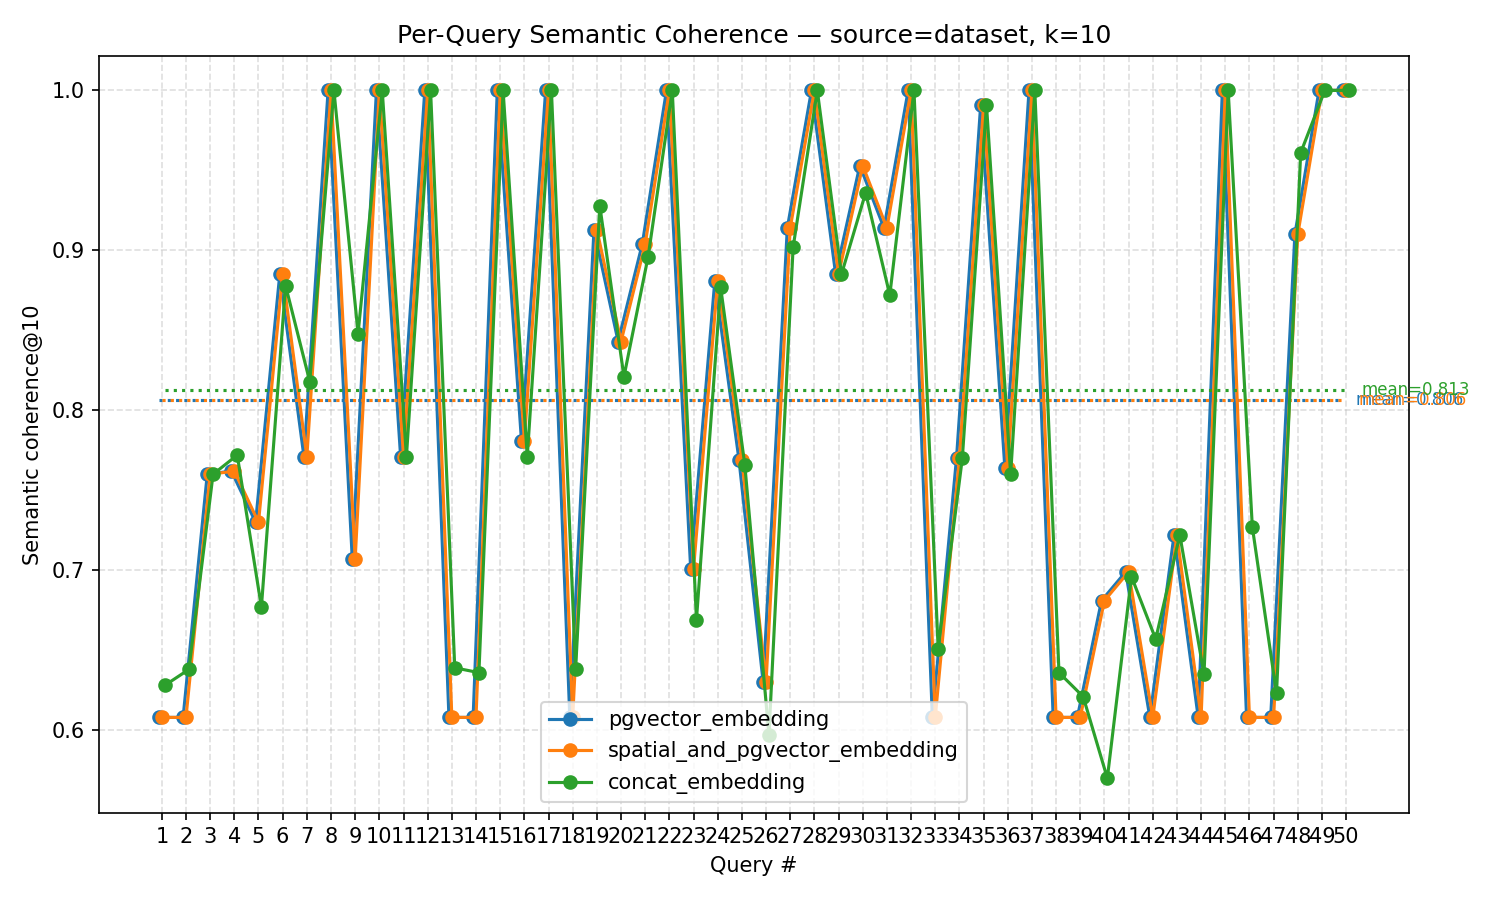 Per-Query Semantic Coherence — source=dataset, k=10
Semantic coherence@10
1.0
0.9
0.8
0.7
0.6
mean=0.813
mean=0.806
pgvector_embedding
spatial_and_pgvector_embedding
concat_embedding
1 2 3 4 5 6 7 8 9 10 11 12 13 14 15 16 17 18 19 20 21 22 23 24 25 26 27 28 29 30 31 32 33 34 35 36 37 38 39 40 41 42 43 44 45 46 47 48 49 50
Query #